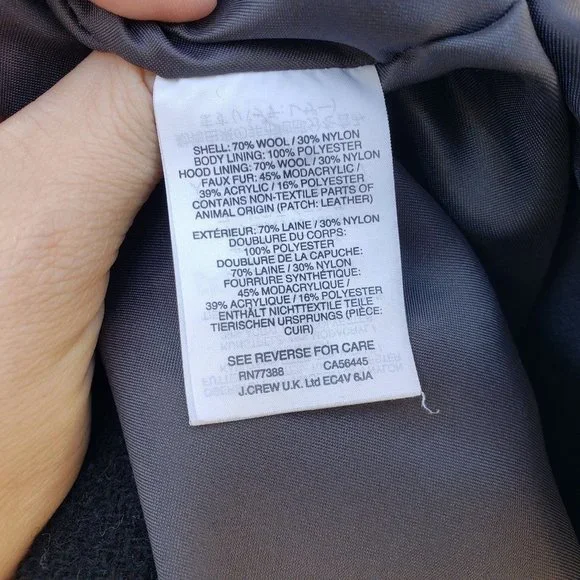 SHELL: 70% WOOL / 30% NYLON
BODY LINING: 100% POLYESTER
HOOD LINING: 70% WOOL / 30% NYLON
FAUX FUR: 45% MODACRYLIC /
39% ACRYLIC / 16% POLYESTER
CONTAINS NON-TEXTILE PARTS OF
ANIMAL ORIGIN (PATCH: LEATHER)
EXTÉRIEUR: 70% LAINE / 30% NYLON
DOUBLURE DU CORPS:
100% POLYESTER
DOUBLURE DE LA CAPUCHE:
70% LAINE / 30% NYLON
FOURRURE SYNTHÉTIQUE:
45% MODACRYLIQUE /
39% ACRYLIQUE / 16% POLYESTER
ENTHÄLT NICHTTEXTILE TEILE
TIERISCHEN URSPRUNGS (PIÈCE:
CUIR)
SEE REVERSE FOR CARE
RN77388 CA56445
J.CREW U.K. Ltd EC4V 6JA